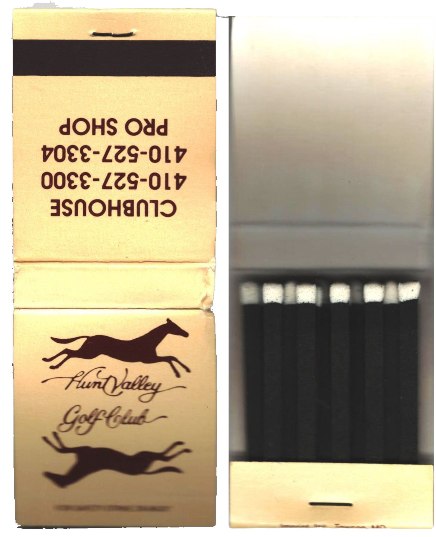 CLUBHOUSE
410-527-3300
410-527-3304
PRO SHOP
Hunt Valley
Golf Club